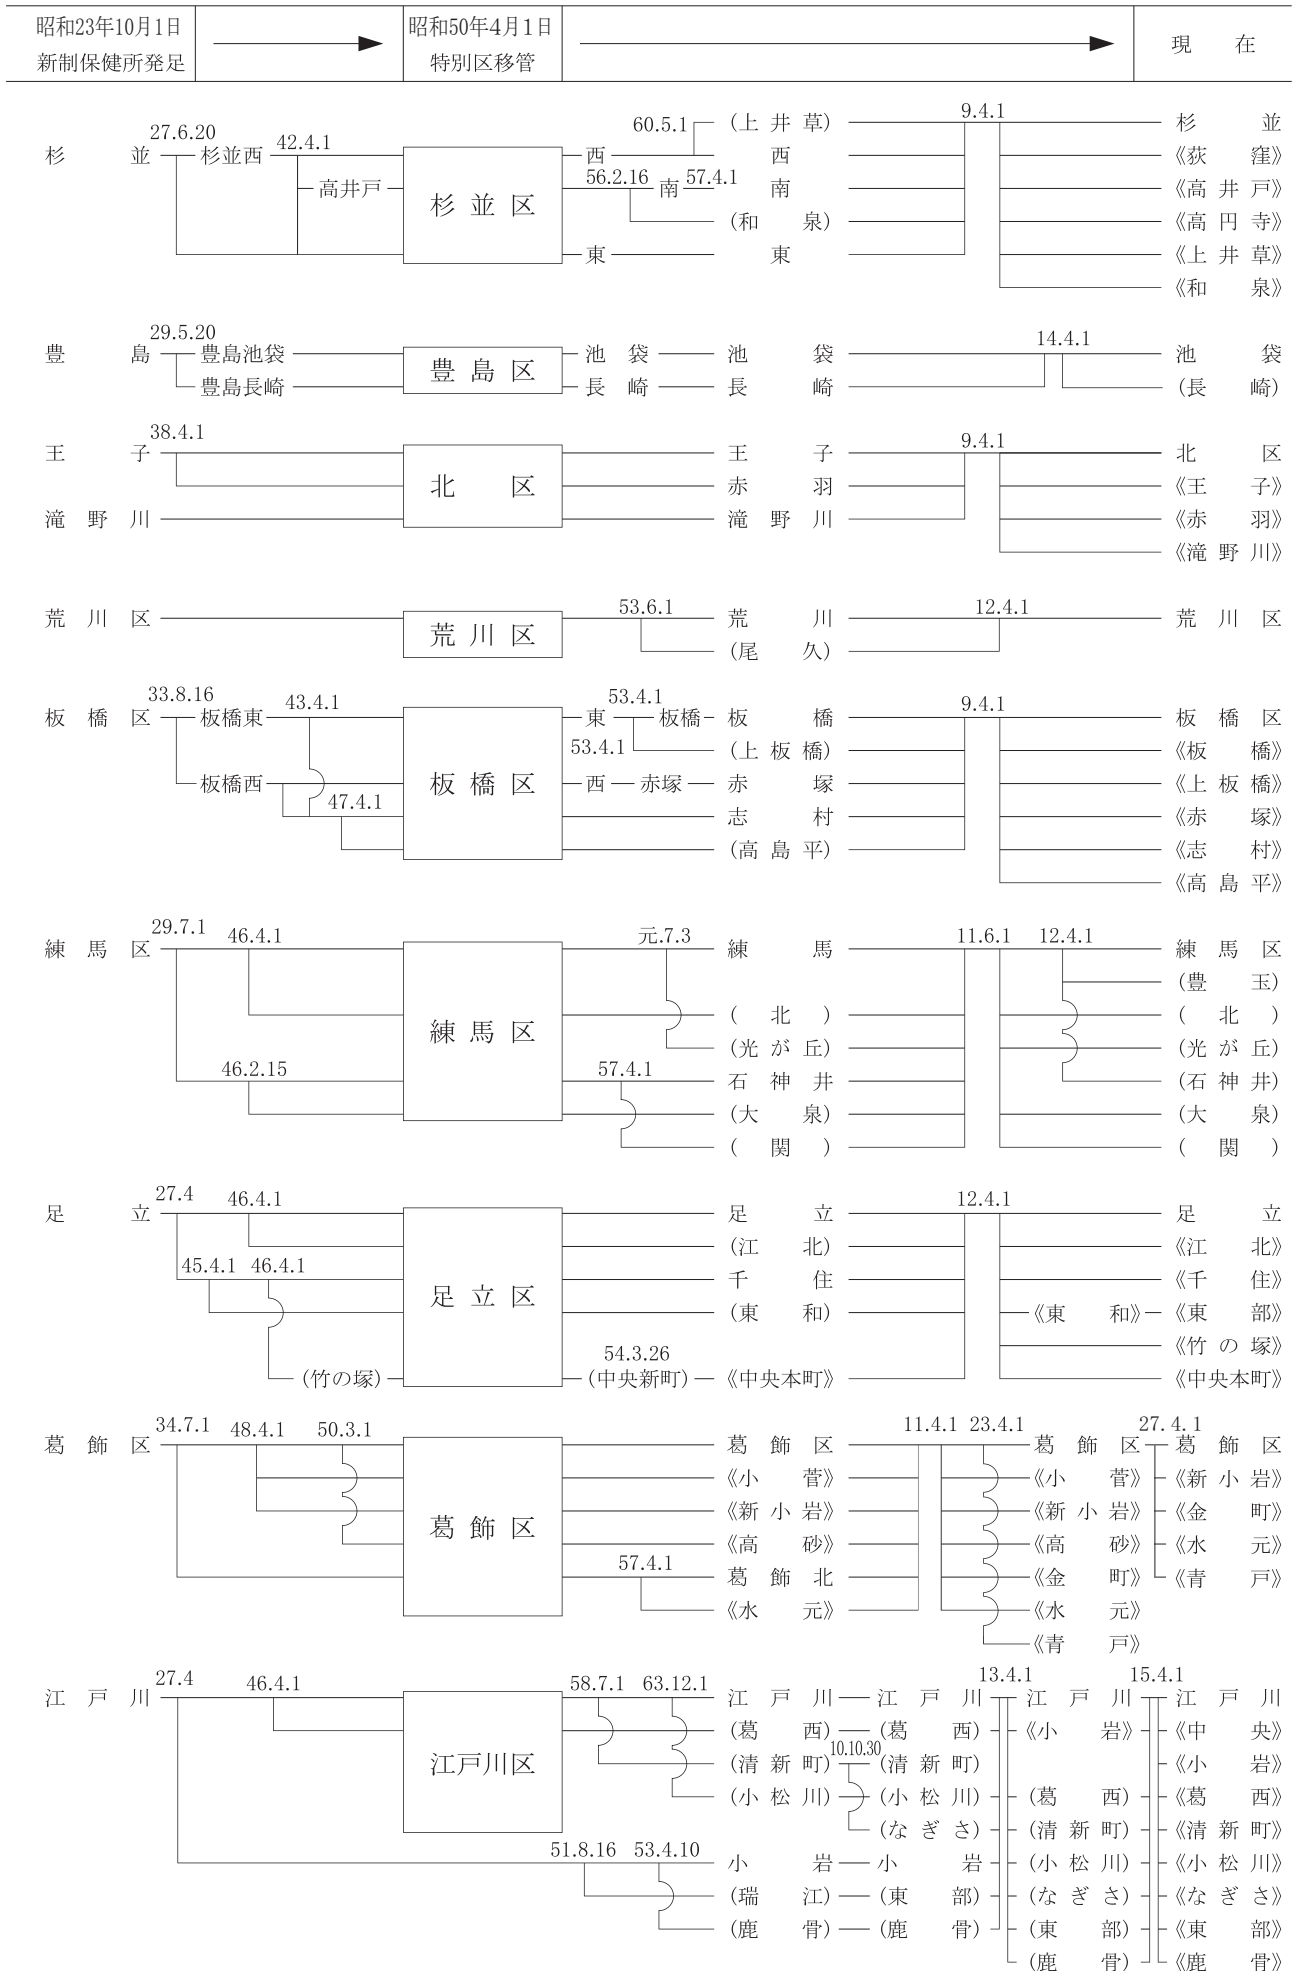 昭和23年10月1日 昭和50年4月1日
新制保健所発足 特別区移管 現在
60.5.1 (上井草) 9.4.1 杉並
27.6.20 42.4.1
杉並 杉並西 西 西 《荻窪》
56.2.16 57.4.1
高井戸 杉並区 南 南 《高井戸》
(和泉) 《高円寺》
東 東 《上井草》
《和泉》
29.5.20 14.4.1
豊島 豊島池袋 豊島区 池袋 池袋 池袋
豊島長崎 長崎 長崎 (長崎)
38.4.1 9.4.1
王子 王子 北区
北区 赤羽 《王子》
滝野川 滝野川 《赤羽》
《滝野川》
53.6.1 12.4.1
荒川区 荒川区 荒川 荒川区
(尾久)
33.8.16 43.4.1 53.4.1 9.4.1
板橋区 板橋東 東 板橋 板橋 板橋区
53.4.1 (上板橋) 《板橋》
板橋西 板橋区 西 赤塚 赤塚 《上板橋》
47.4.1 志村 《赤塚》
(高島平) 《志村》
《高島平》
29.7.1 46.4.1 元.7.3 11.6.1 12.4.1
練馬区 練馬 練馬区
(豊玉)
練馬区 (北) (北)
(光が丘) (光が丘)
46.2.15 57.4.1 石神井 (石神井)
(大泉) (大泉)
(関) (関)
27.4 46.4.1 12.4.1
足立 足立 足立
(江北) 《江北》
45.4.1 46.4.1 足立区 千住 《千住》
(東和) 《東和》 《東部》
54.3.26 《竹の塚》
(竹の塚) (中央新町) 《中央本町》 《中央本町》
34.7.1 48.4.1 50.3.1 11.4.1 23.4.1 27.4.1
葛飾区 葛飾区 葛飾区 葛飾区
《小菅》 《小菅》 《新小岩》
葛飾区 《新小岩》 《新小岩》 《金町》
《高砂》 《高砂》 《水元》
57.4.1 葛飾北 《金町》 《青戸》
《水元》 《水元》
《青戸》
27.4 46.4.1 58.7.1 63.12.1 13.4.1 15.4.1
江戸川 江戸川 江戸川 江戸川 江戸川
(葛西) (葛西) 《小岩》 《中央》
江戸川区 (清新町) 10.10.30 (清新町) 《小岩》
(小松川) (小松川) (葛西) 《葛西》
(なぎさ) (清新町) 《清新町》
51.8.16 53.4.10 小岩 小岩 (小松川) 《小松川》
(瑞江) (東部) (なぎさ) 《なぎさ》
(鹿骨) (鹿骨) (東部) 《東部》
(鹿骨) 《鹿骨》